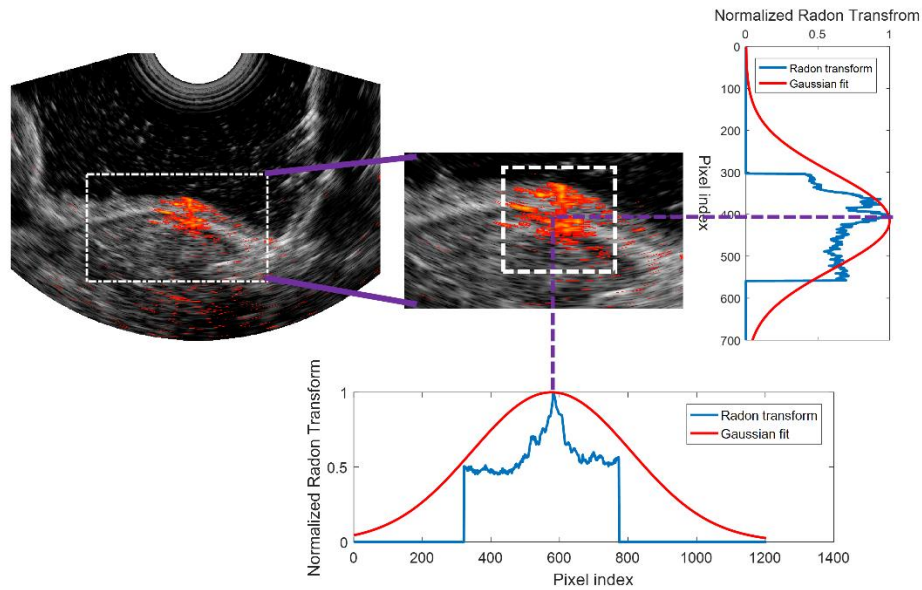 Normalized Radon Transfrom
0 0.5 1
0
100
200
300
400
500
600
700
Pixel index
Radon transform
Gaussian fit
Normalized Radon Transform
1
0.5
0
Radon transform
Gaussian fit
0 200 400 600 800 1000 1200 1400
Pixel index